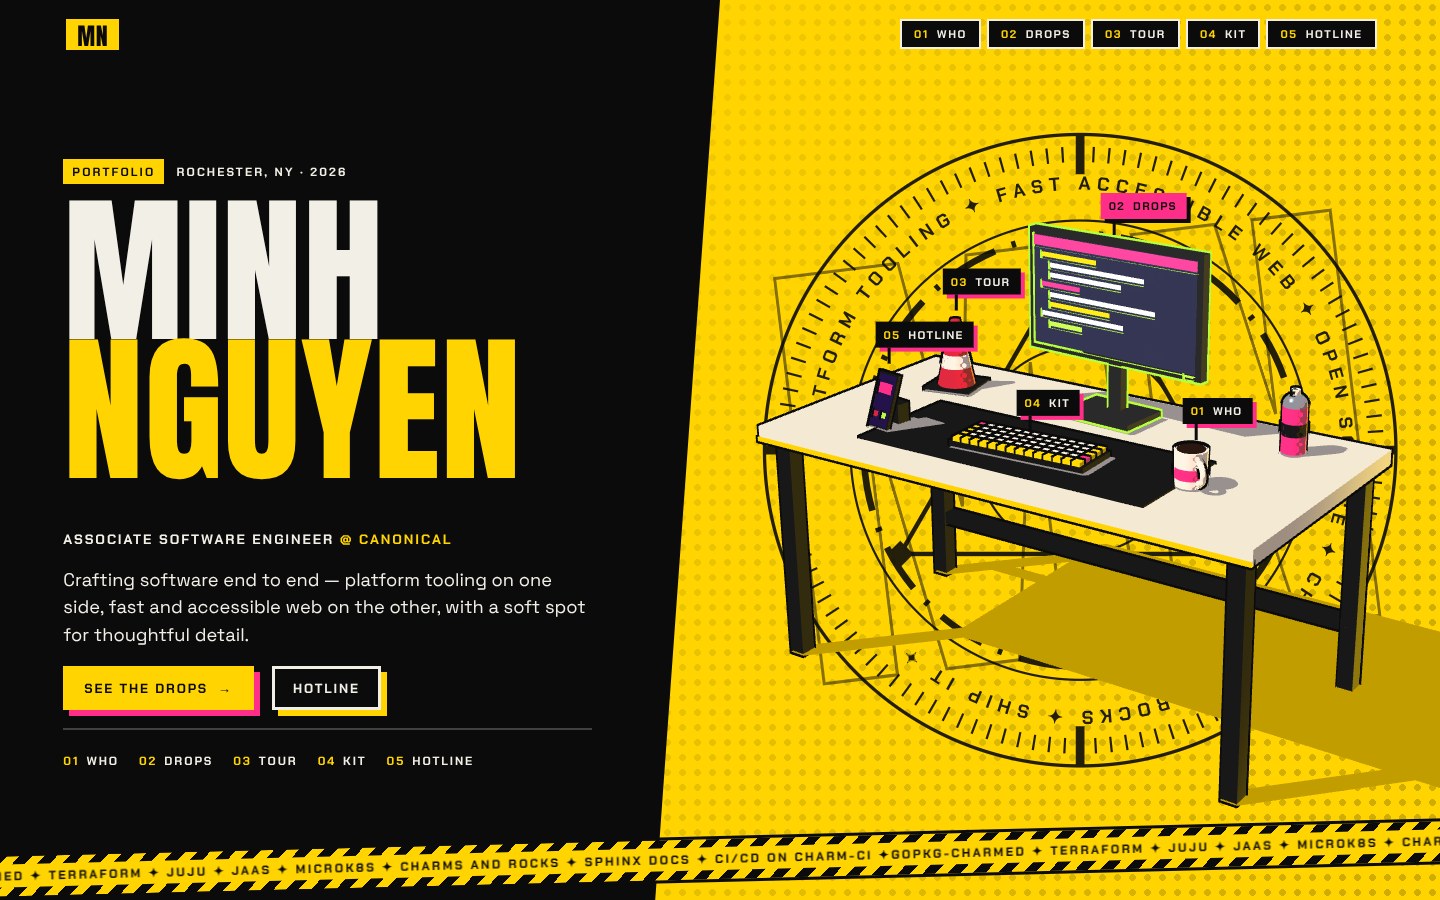 MN
01 WHO
02 DROPS
03 TOUR
04 KIT
05 HOTLINE
PORTFOLIO
ROCHESTER, NY · 2026
MINH
NGUYEN
ASSOCIATE SOFTWARE ENGINEER @ CANONICAL
Crafting software end to end — platform tooling on one
side, fast and accessible web on the other, with a soft spot
for thoughtful detail.
SEE THE DROPS →
HOTLINE
01 WHO 02 DROPS 03 TOUR 04 KIT 05 HOTLINE
TOOLING ✦ FAST
WEB ✦ OPEN
ROCKS ✦ SHIP IT ✦
02 DROPS
03 TOUR
05 HOTLINE
04 KIT
01 WHO
✦ TERRAFORM ✦ JUJU ✦ JAAS ✦ MICROK8S ✦ CHARMS AND ROCKS ✦ SPHINX DOCS ✦ CI/CD ON CHARM-CI ✦GOPKG-CHARMED ✦ TERRAFORM ✦ JUJU ✦ JAAS ✦ MICROK8S ✦